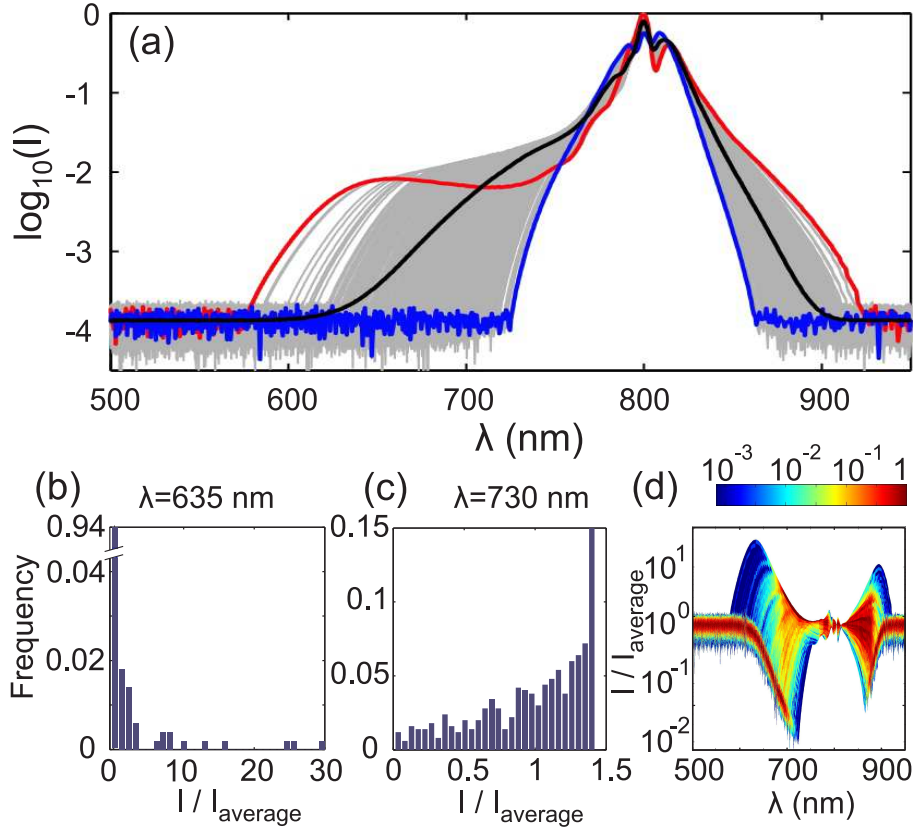 (a)
log10(I)
0
-1
-2
-3
-4
500 600 700 800 900
λ (nm)
(b) λ=635 nm
Frequency
0.94
0.04
0.02
0
0 10 20 30
I / Iaverage
(c) λ=730 nm
0.15
0.1
0.05
0
0 0.5 1 1.5
I / Iaverage
(d)
10-3 10-2 10-1 1
I / Iaverage
101
100
10-1
10-2
500 700 900
λ (nm)